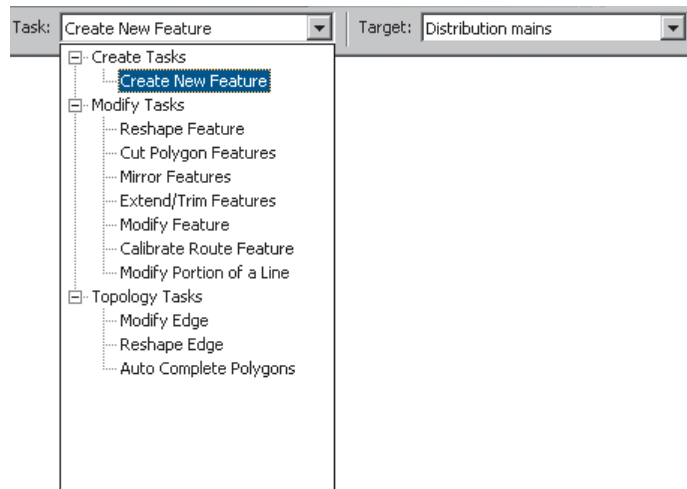 Task: Create New Feature Target: Distribution mains
Create Tasks
Create New Feature
Modify Tasks
Reshape Feature
Cut Polygon Features
Mirror Features
Extend/Trim Features
Modify Feature
Calibrate Route Feature
Modify Portion of a Line
Topology Tasks
Modify Edge
Reshape Edge
Auto Complete Polygons